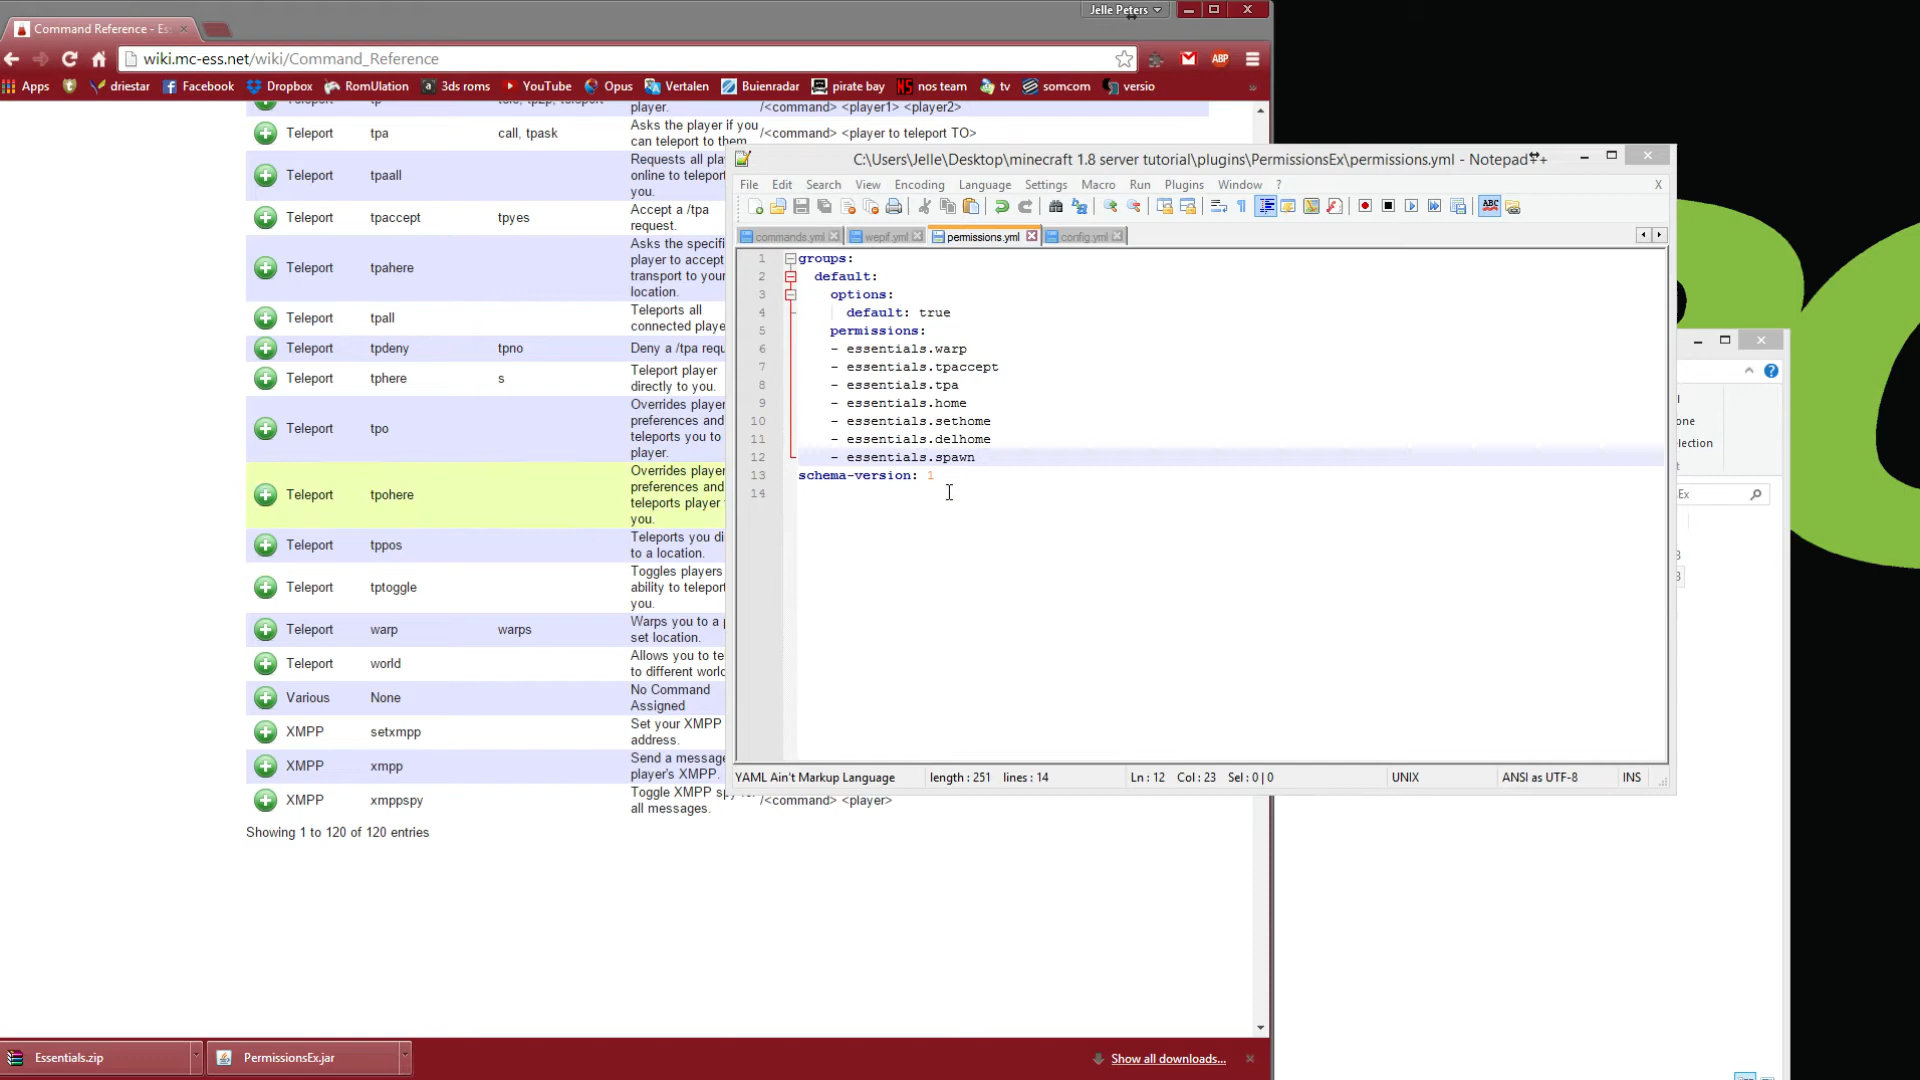 Jelle Peters
Command Reference - Es
wiki.mc-ess.net/wiki/Command_Reference
ABP
Apps driestar Facebook Dropbox RomUlation a 3ds roms YouTube Opus Vertalen Buienradar pirate bay nos team tv somcom versio »
player. /<command> <player1> <player2>
Teleport tpa call, tpask Asks the player if you can teleport to them /<command> <player to teleport TO>
Teleport tpaall Requests all pla online to teleport you.
Teleport tpaccept tpyes Accept a /tpa request.
Teleport tpahere Asks the specifi player to accept transport to your location.
Teleport tpall Teleports all connected playe
Teleport tpdeny tpno Deny a /tpa requ
Teleport tphere s Teleport player directly to you.
Teleport tpo Overrides player preferences and teleports you to player.
Teleport tpohere Overrides player preferences and teleports player you.
Teleport tppos Teleports you di to a location.
Teleport tptoggle Toggles players ability to teleport you.
Teleport warp warps Warps you to a p set location.
Teleport world Allows you to te to different world
Various None No Command Assigned
XMPP setxmpp Set your XMPP address.
XMPP xmpp Send a message player's XMPP.
XMPP xmppspy Toggle XMPP spy for all messages. /<command> <player>
Showing 1 to 120 of 120 entries
Essentials.zip PermissionsEx.jar Show all downloads...
C:\Users\Jelle\Desktop\minecraft 1.8 server tutorial\plugins\PermissionsEx\permissions.yml - Notepad++
File Edit Search View Encoding Language Settings Macro Run Plugins Window ? X
ABC
commands.yml wepif.yml permissions.yml config.yml
1 groups:
2 default:
3 options:
4 default: true
5 permissions:
6 - essentials.warp
7 - essentials.tpaccept
8 - essentials.tpa
9 - essentials.home
10 - essentials.sethome
11 - essentials.delhome
12 - essentials.spawn
13 schema-version: 1
14
YAML Ain't Markup Language length : 251 lines : 14 Ln : 12 Col : 23 Sel : 0 | 0 UNIX ANSI as UTF-8 INS
one
lection
Ex